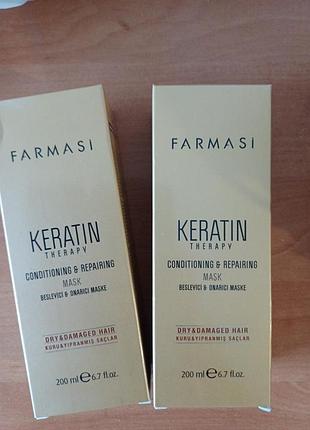 FARMASi
KERATIN
THERAPY
CONDITIONING & REPAIRING
MASK
BESLEYİCİ & ONARICI MASKE
DRY&DAMAGED HAIR
KURU&YIPRANMIŞ SAÇLAR
200 ml e 6.7 fl.oz.
FARMASi
KERATIN
THERAPY
CONDITIONING & REPAIRING
MASK
BESLEYİCİ & ONARICI MASKE
DRY&DAMAGED HAIR
KURU&YIPRANMIŞ SAÇLAR
200 ml e 6.7 fl.oz.